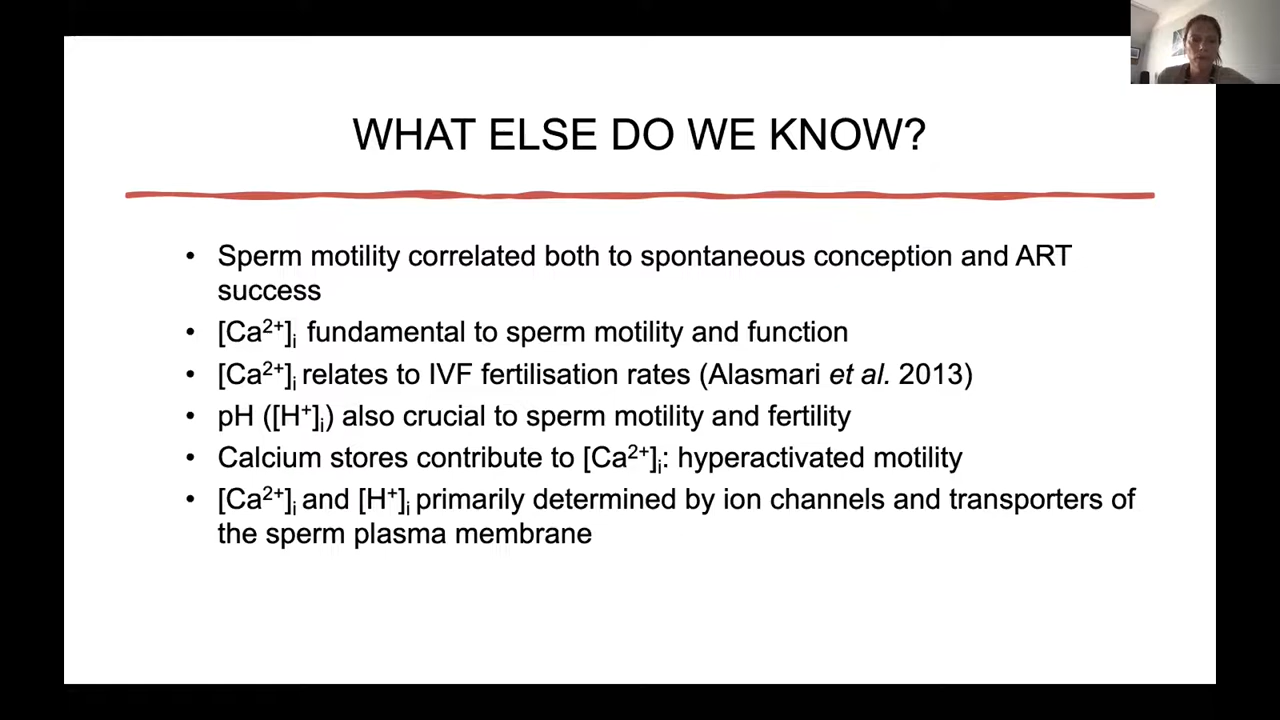 WHAT ELSE DO WE KNOW?
• Sperm motility correlated both to spontaneous conception and ART
success
• [Ca²⁺]ᵢ fundamental to sperm motility and function
• [Ca²⁺]ᵢ relates to IVF fertilisation rates (Alasmari et al. 2013)
• pH ([H⁺]ᵢ) also crucial to sperm motility and fertility
• Calcium stores contribute to [Ca²⁺]ᵢ: hyperactivated motility
• [Ca²⁺]ᵢ and [H⁺]ᵢ primarily determined by ion channels and transporters of
the sperm plasma membrane